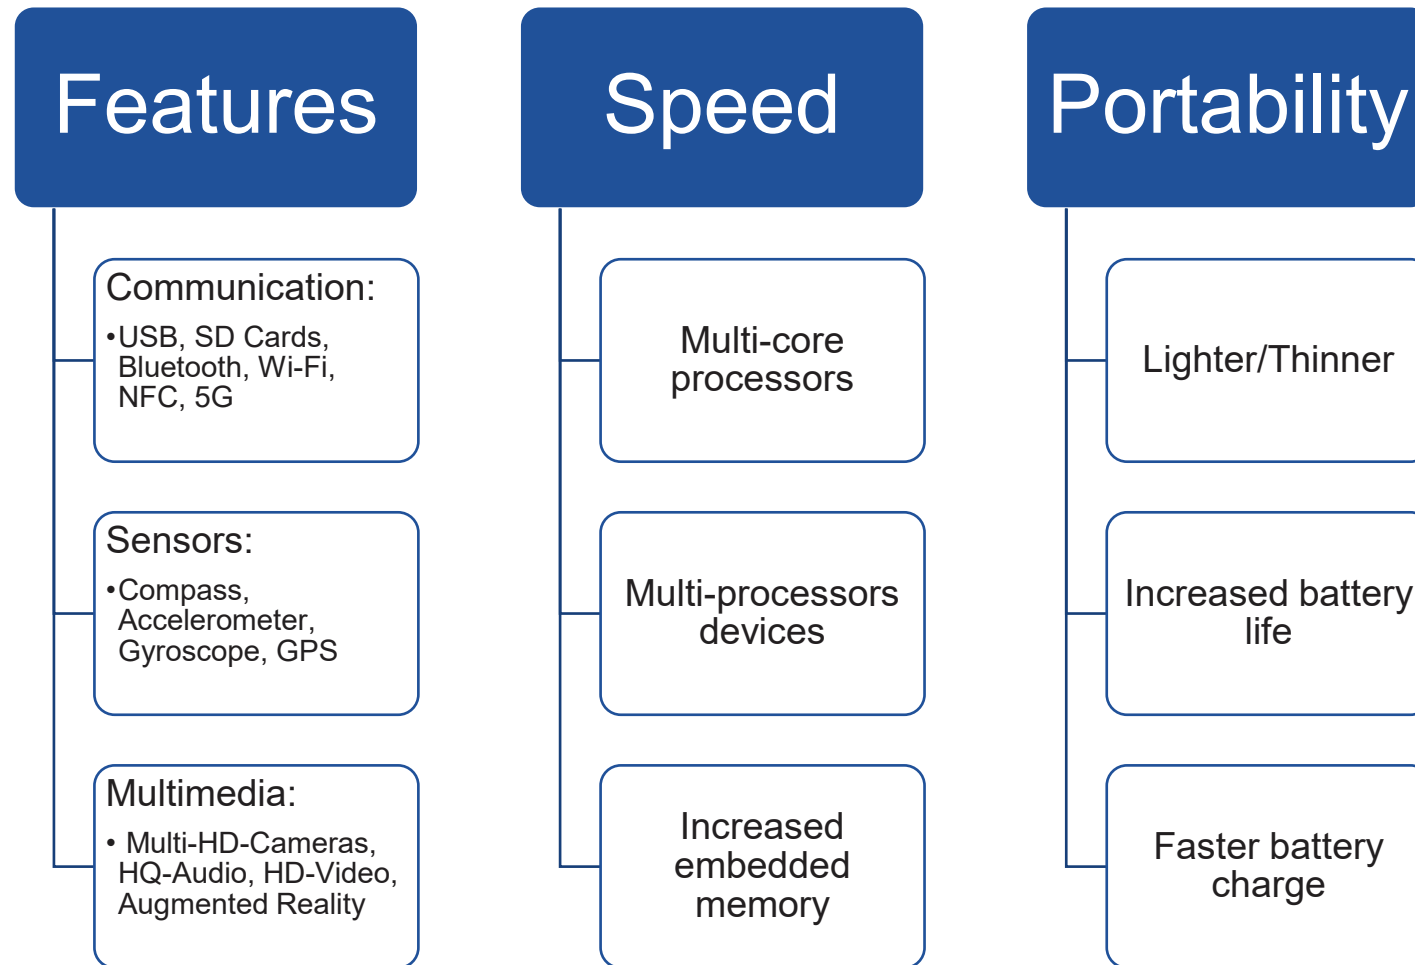 Features
Communication:
•USB, SD Cards,
Bluetooth, Wi-Fi,
NFC, 5G
Sensors:
•Compass,
Accelerometer,
Gyroscope, GPS
Multimedia:
• Multi-HD-Cameras,
HQ-Audio, HD-Video,
Augmented Reality
Speed
Multi-core
processors
Multi-processors
devices
Increased
embedded
memory
Portability
Lighter/Thinner
Increased battery
life
Faster battery
charge